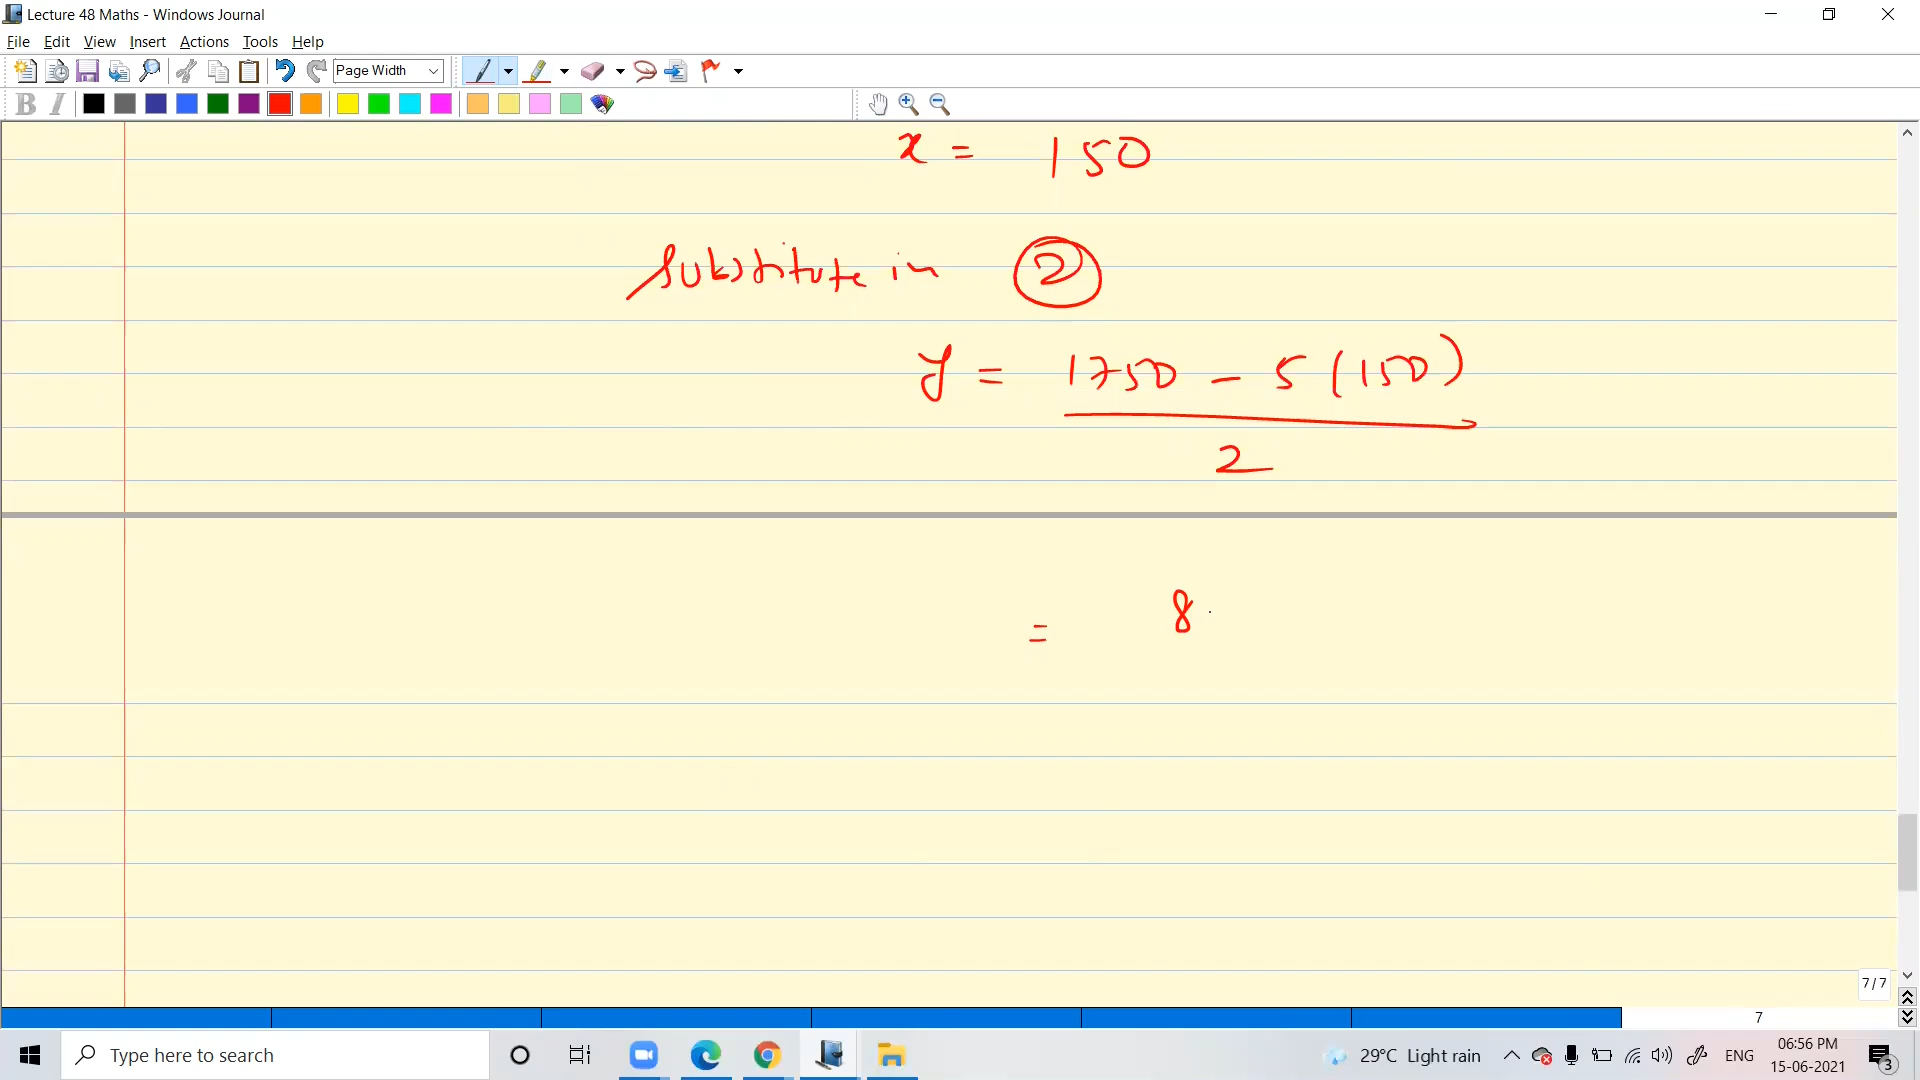 Lecture 48 Maths - Windows Journal
File Edit View Insert Actions Tools Help
Page Width
B I
x = 150
Substitute in 2
y = 1750 - 5 (150)
2
= 8
7 / 7
7
Type here to search
29°C Light rain
ENG
06:56 PM
15-06-2021
3